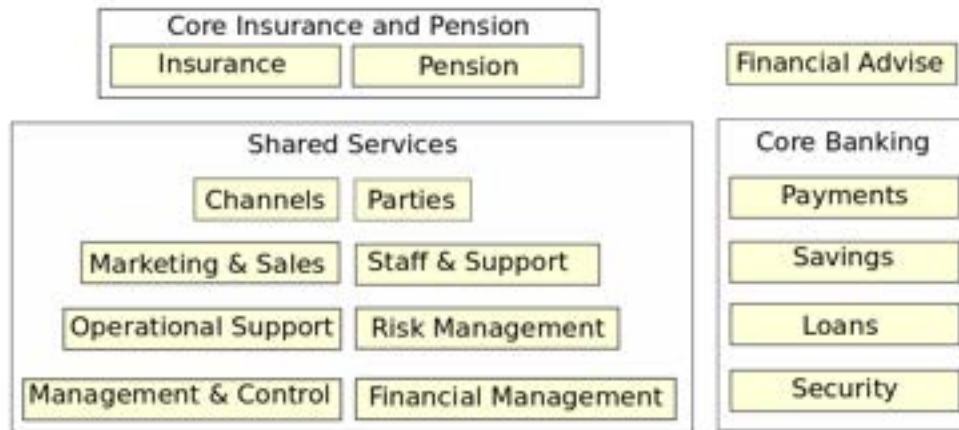 Core Insurance and Pension
Insurance
Pension
Financial Advise
Shared Services
Channels
Parties
Marketing & Sales
Staff & Support
Operational Support
Risk Management
Management & Control
Financial Management
Core Banking
Payments
Savings
Loans
Security